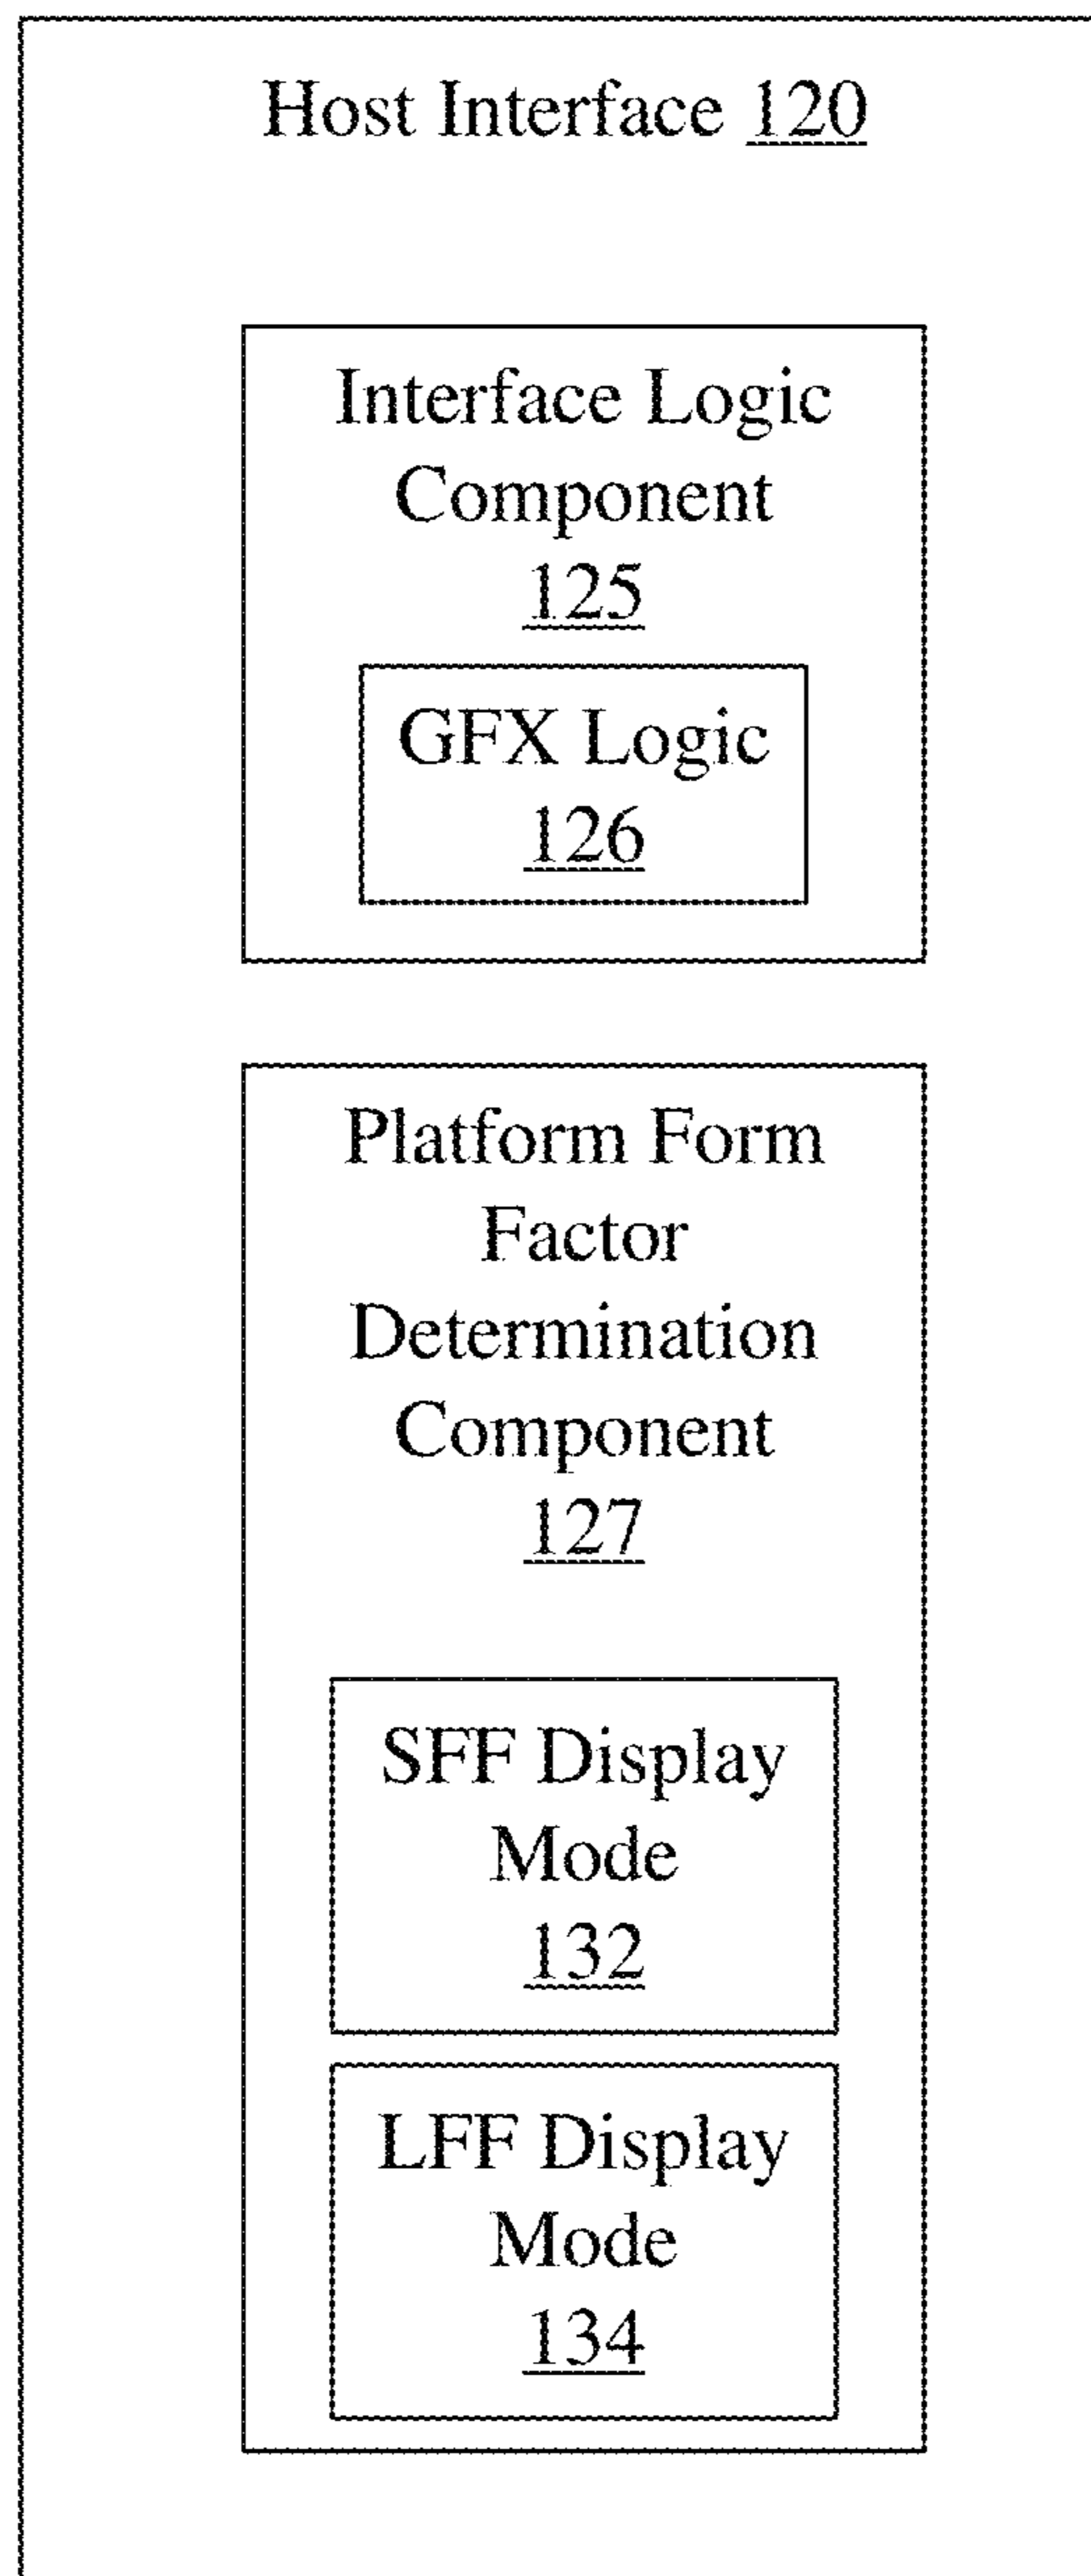 Host Interface 120
Interface Logic
Component
125
GFX Logic
126
Platform Form
Factor
Determination
Component
127
SFF Display
Mode
132
LFF Display
Mode
134